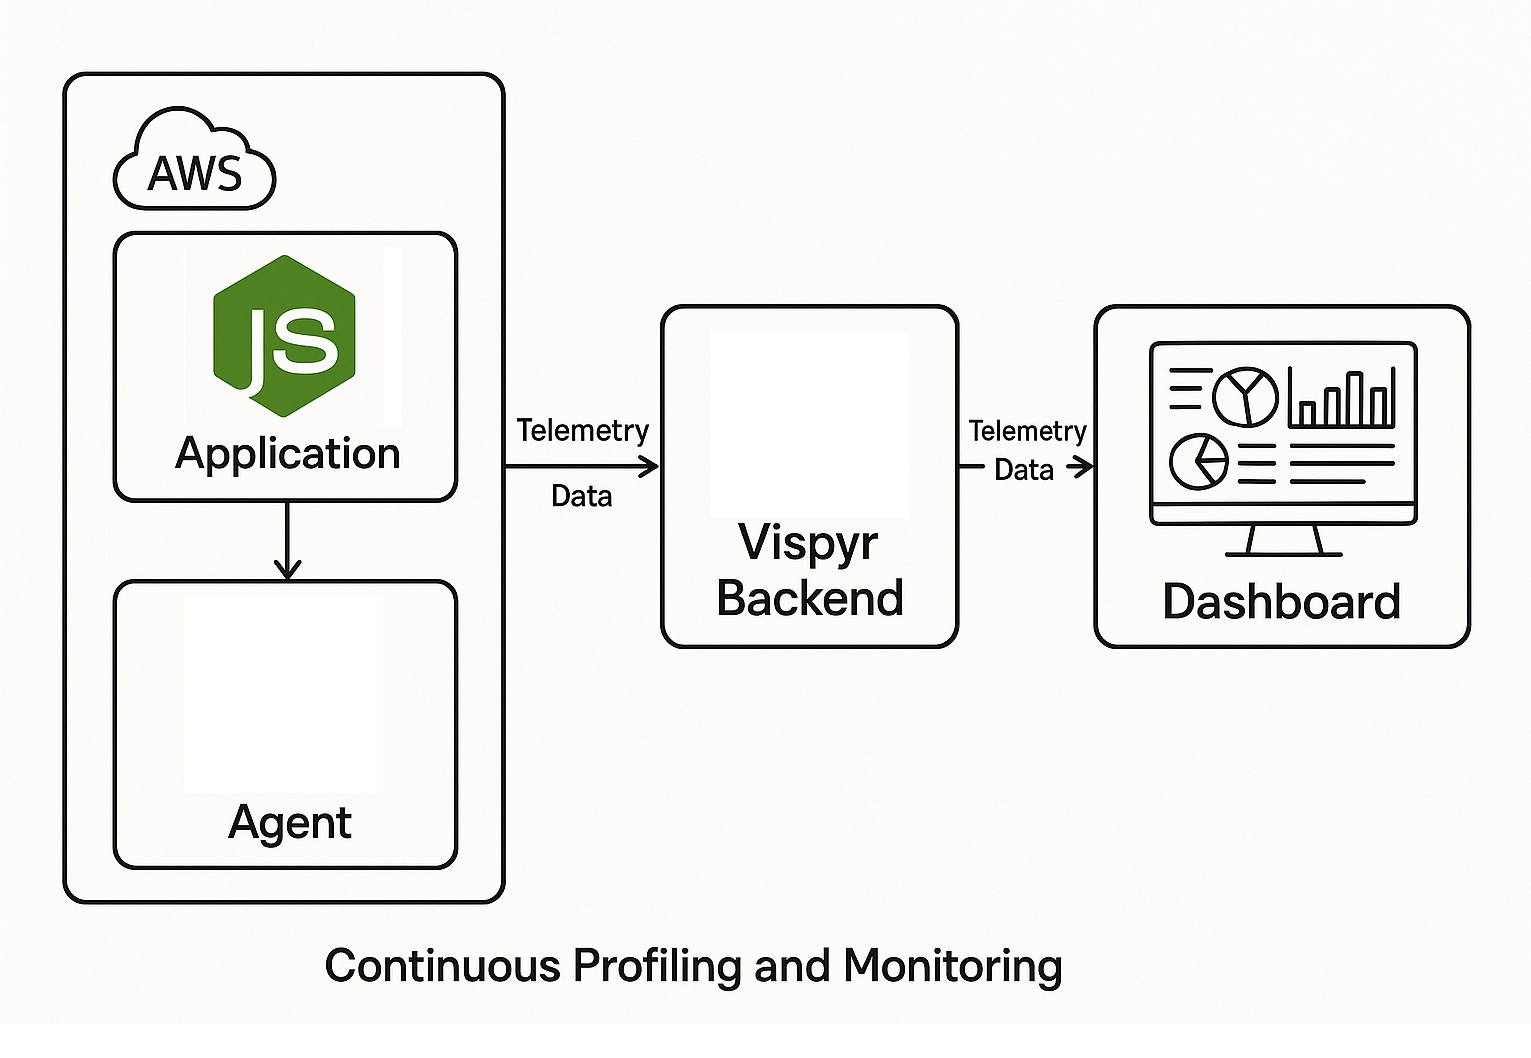 AWS
JS
Application
Agent
Telemetry
Data
Vispyr
Backend
Telemetry
Data
Dashboard
Continuous Profiling and Monitoring